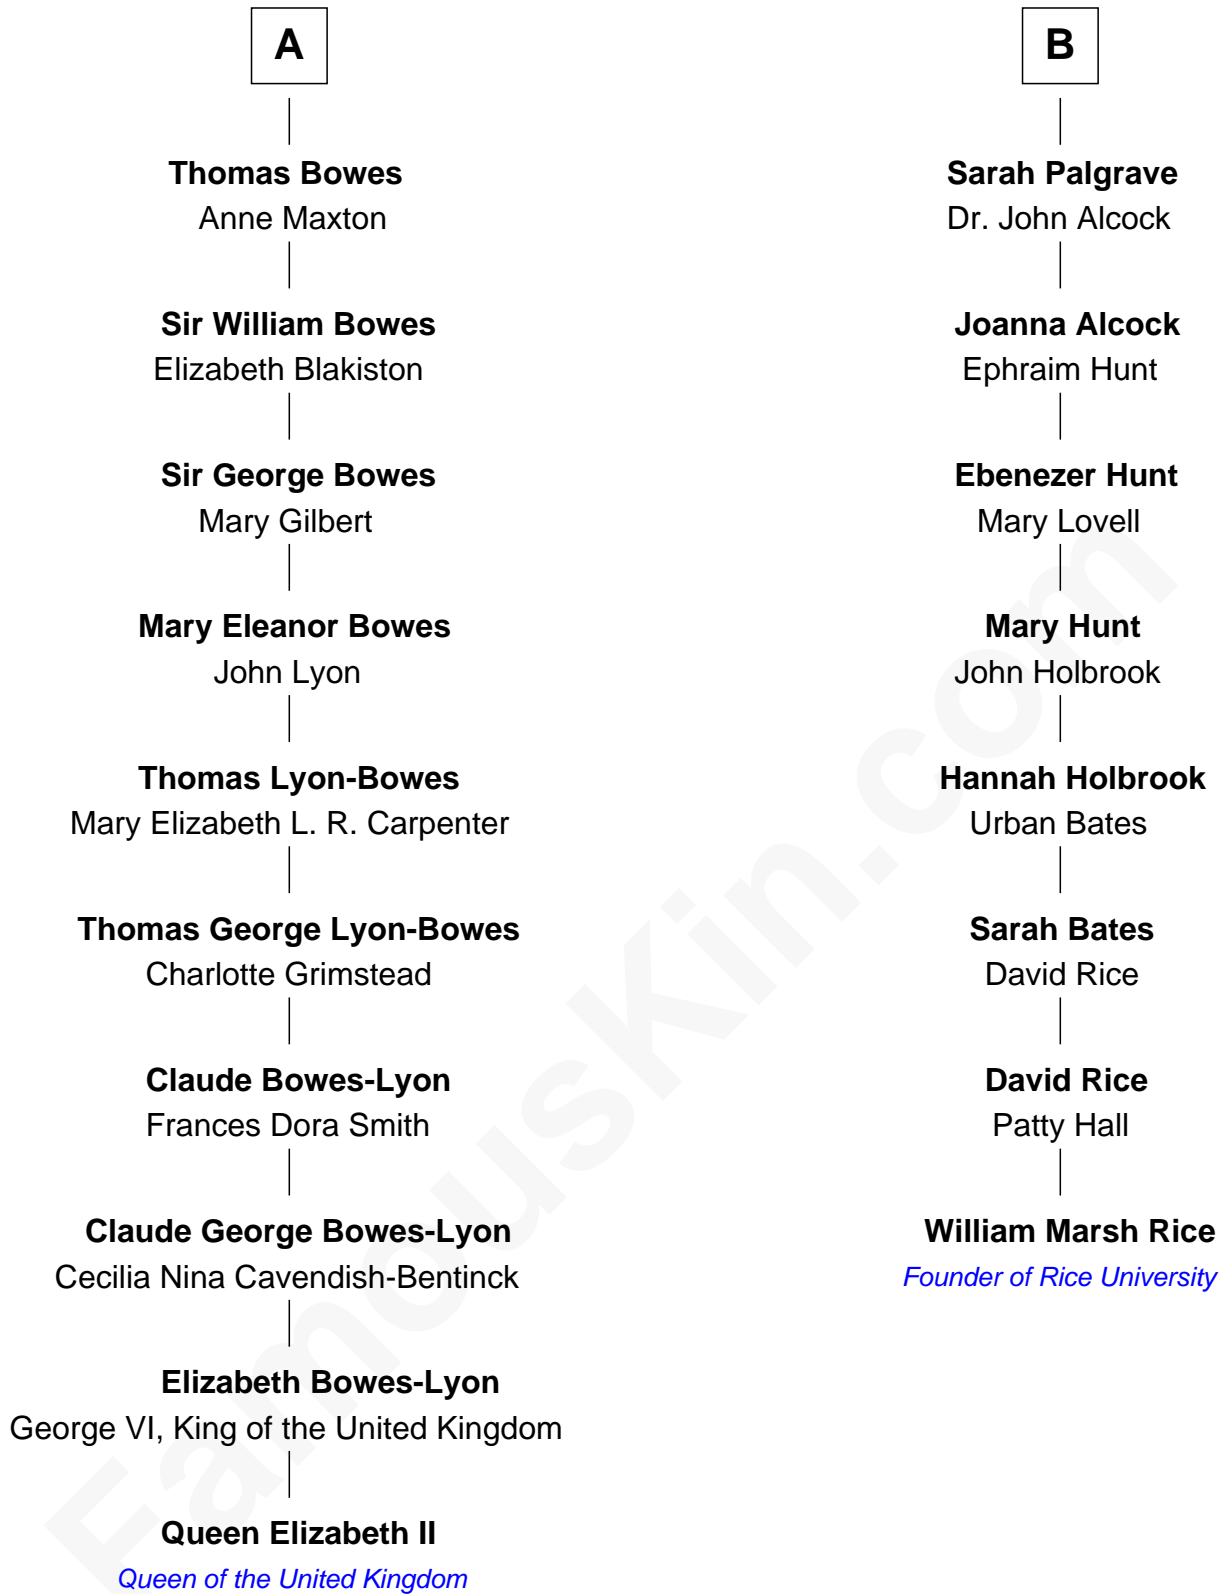 A
Thomas Bowes
Anne Maxton
Sir William Bowes
Elizabeth Blakiston
Sir George Bowes
Mary Gilbert
Mary Eleanor Bowes
John Lyon
Thomas Lyon-Bowes
Mary Elizabeth L. R. Carpenter
Thomas George Lyon-Bowes
Charlotte Grimstead
Claude Bowes-Lyon
Frances Dora Smith
Claude George Bowes-Lyon
Cecilia Nina Cavendish-Bentinck
Elizabeth Bowes-Lyon
George VI, King of the United Kingdom
Queen Elizabeth II
Queen of the United Kingdom
B
Sarah Palgrave
Dr. John Alcock
Joanna Alcock
Ephraim Hunt
Ebenezer Hunt
Mary Lovell
Mary Hunt
John Holbrook
Hannah Holbrook
Urban Bates
Sarah Bates
David Rice
David Rice
Patty Hall
William Marsh Rice
Founder of Rice University
FamousKin.com